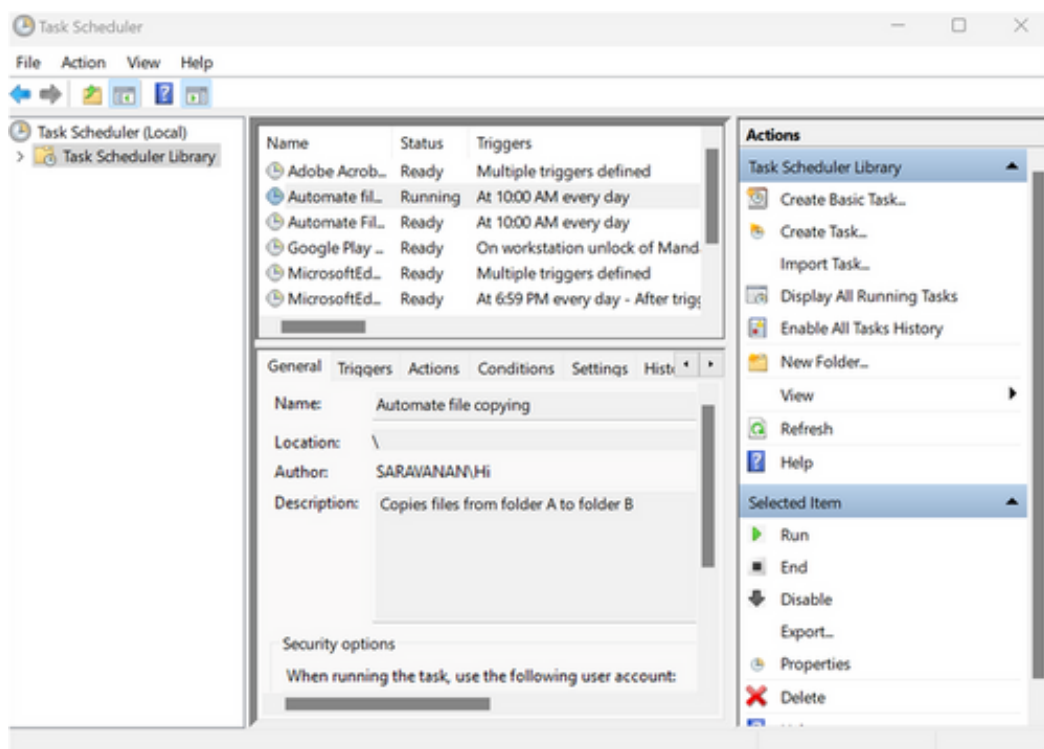 Task Scheduler
File Action View Help
Task Scheduler (Local)
Task Scheduler Library
Name Status Triggers
Adobe Acrob... Ready Multiple triggers defined
Automate fil... Running At 10:00 AM every day
Automate Fil... Ready At 10:00 AM every day
Google Play ... Ready On workstation unlock of Mand
MicrosoftEd... Ready Multiple triggers defined
MicrosoftEd... Ready At 6:59 PM every day - After trigg
General Triggers Actions Conditions Settings Hist
Name: Automate file copying
Location: \
Author: SARAVANAN\Hi
Description: Copies files from folder A to folder B
Security options
When running the task, use the following user account:
Actions
Task Scheduler Library
Create Basic Task...
Create Task...
Import Task...
Display All Running Tasks
Enable All Tasks History
New Folder...
View
Refresh
Help
Selected Item
Run
End
Disable
Export...
Properties
Delete